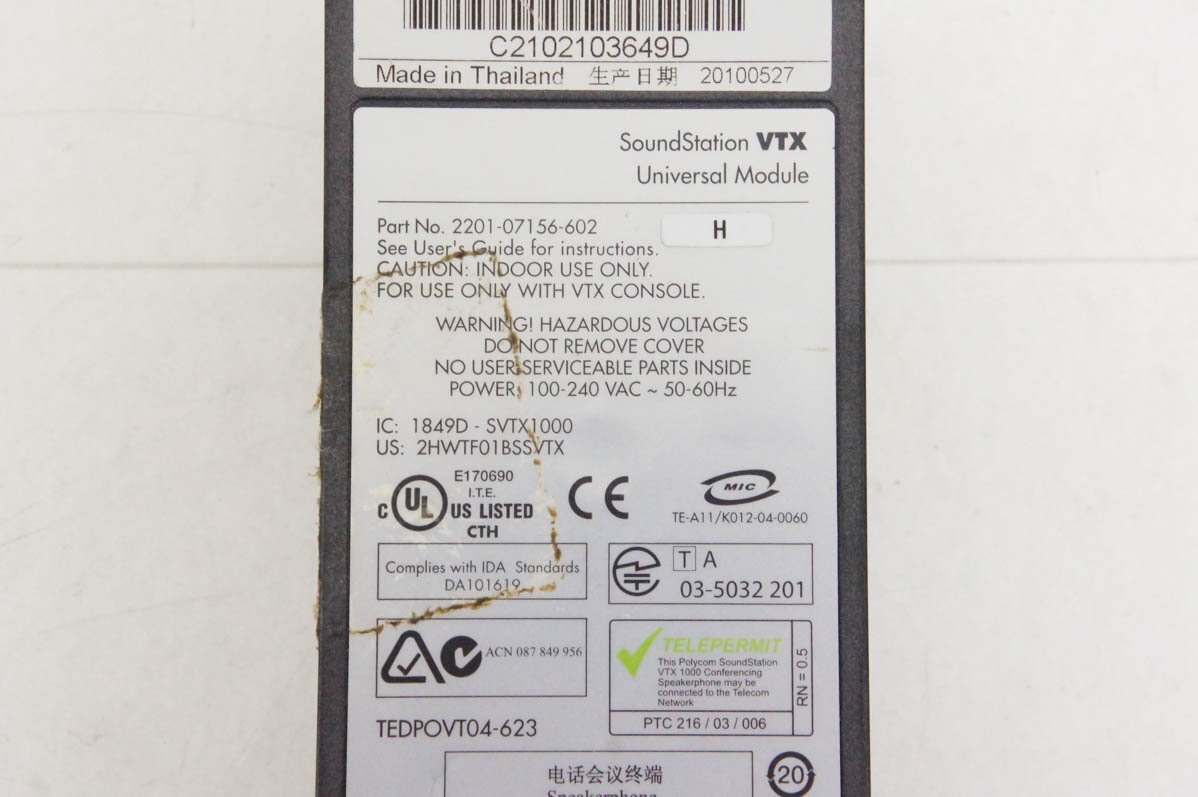 C2102103649D
Made in Thailand 生产日期 20100527
SoundStation VTX
Universal Module
Part No. 2201-07156-602
H
See User's Guide for instructions.
CAUTION: INDOOR USE ONLY.
FOR USE ONLY WITH VTX CONSOLE.
WARNING! HAZARDOUS VOLTAGES
DO NOT REMOVE COVER
NO USER SERVICEABLE PARTS INSIDE
POWER: 100-240 VAC ~ 50-60Hz
IC: 1849D - SVTX1000
US: 2HWTF01BSSVTX
E170690
I.T.E.
C UL US LISTED
CTH
CE
MIC
TE-A11/K012-04-0060
Complies with IDA Standards
DA101619
T A
03-5032 201
ACN 087 849 956
TELEPERMIT
This Polycom SoundStation
VTX 1000 Conferencing
Speakerphone may be
connected to the Telecom
Network
RN = 0.5
PTC 216 / 03 / 006
TEDPOVT04-623
电话会议终端
Speakerphone
20